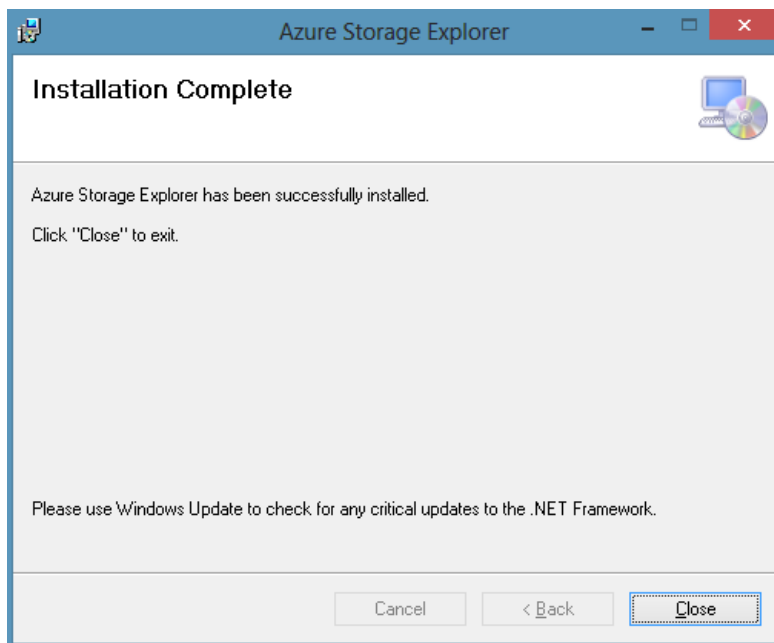 Azure Storage Explorer
Installation Complete
Azure Storage Explorer has been successfully installed.
Click "Close" to exit.
Please use Windows Update to check for any critical updates to the .NET Framework.
Cancel
< Back
Close